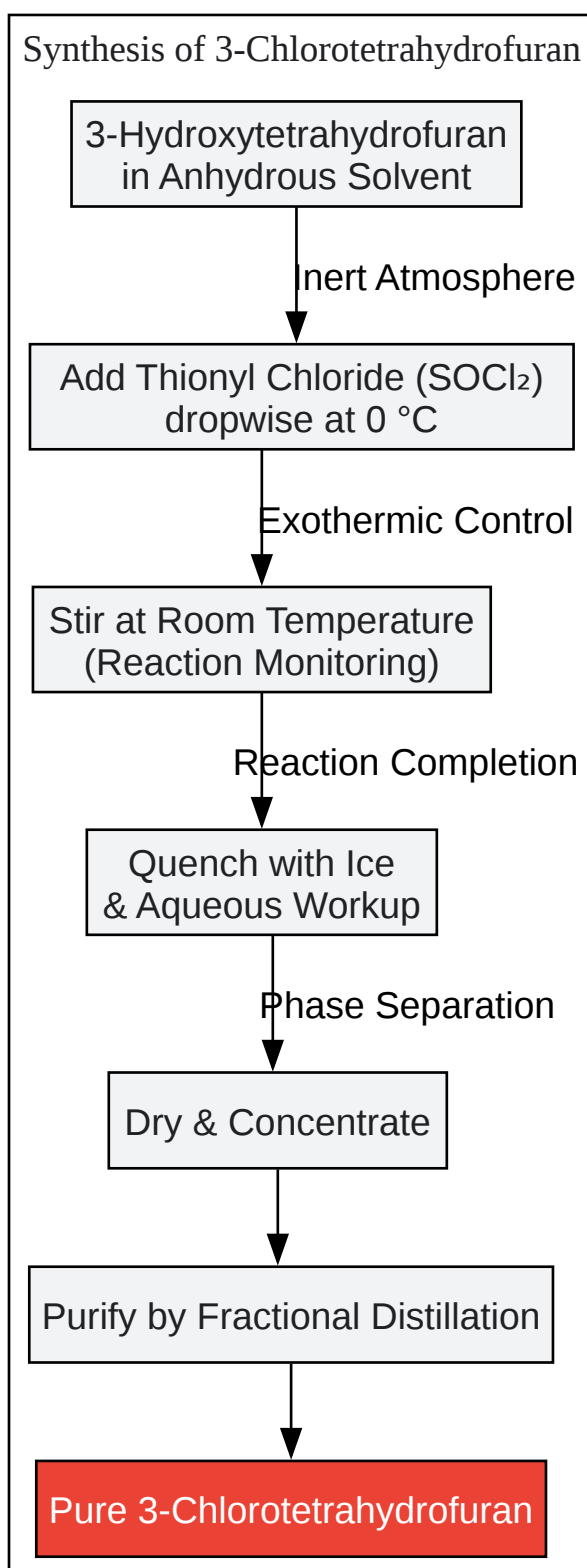 Synthesis of 3-Chlorotetrahydrofuran
3-Hydroxytetrahydrofuran
in Anhydrous Solvent
Inert Atmosphere
Add Thionyl Chloride (SOCl₂)
dropwise at 0 °C
Exothermic Control
Stir at Room Temperature
(Reaction Monitoring)
Reaction Completion
Quench with Ice
& Aqueous Workup
Phase Separation
Dry & Concentrate
Purify by Fractional Distillation
Pure 3-Chlorotetrahydrofuran